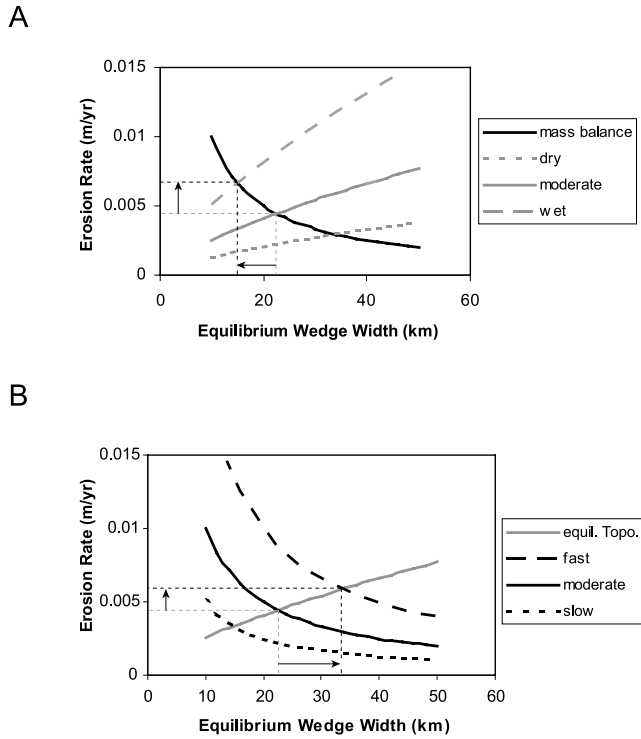 A
0.015
0.01
0.005
0
0
20
40
60
Erosion Rate (m/yr)
Equilibrium Wedge Width (km)
mass balance
dry
moderate
wet
B
0.015
0.01
0.005
0
0
10
20
30
40
50
60
Erosion Rate (m/yr)
Equilibrium Wedge Width (km)
equil. Topo.
fast
moderate
slow